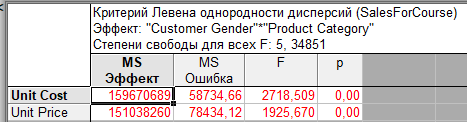 Критерий Левена однородности дисперсий (SalesForCourse)
Эффект: "Customer Gender"*"Product Category"
Степени свободы для всех F: 5, 34851
MS Эффект MS Ошибка F p
Unit Cost 159670689 58734,66 2718,509 0,00
Unit Price 151038260 78434,12 1925,670 0,00